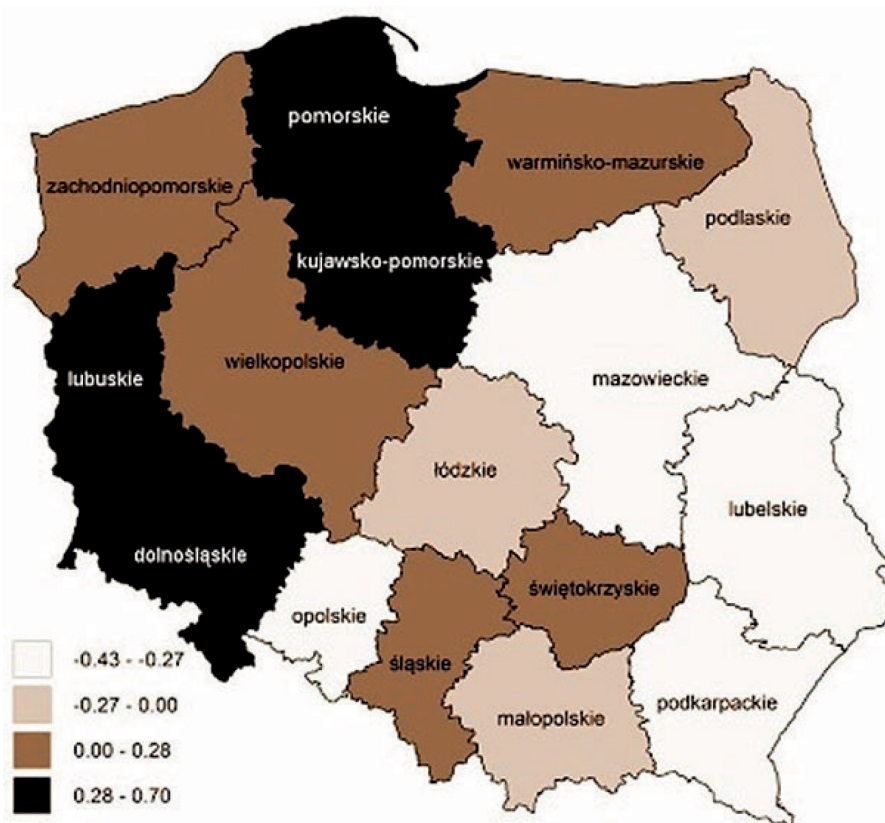 pomorskie
warmińsko-mazurskie
zachodniopomorskie
podlaskie
kujawsko-pomorskie
wielkopolskie
lubuskie
mazowieckie
łódzkie
lubelskie
dolnośląskie
świętokrzyskie
opolskie
śląskie
podkarpackie
małopolskie
-0.43 - -0.27
-0.27 - 0.00
0.00 - 0.28
0.28 - 0.70